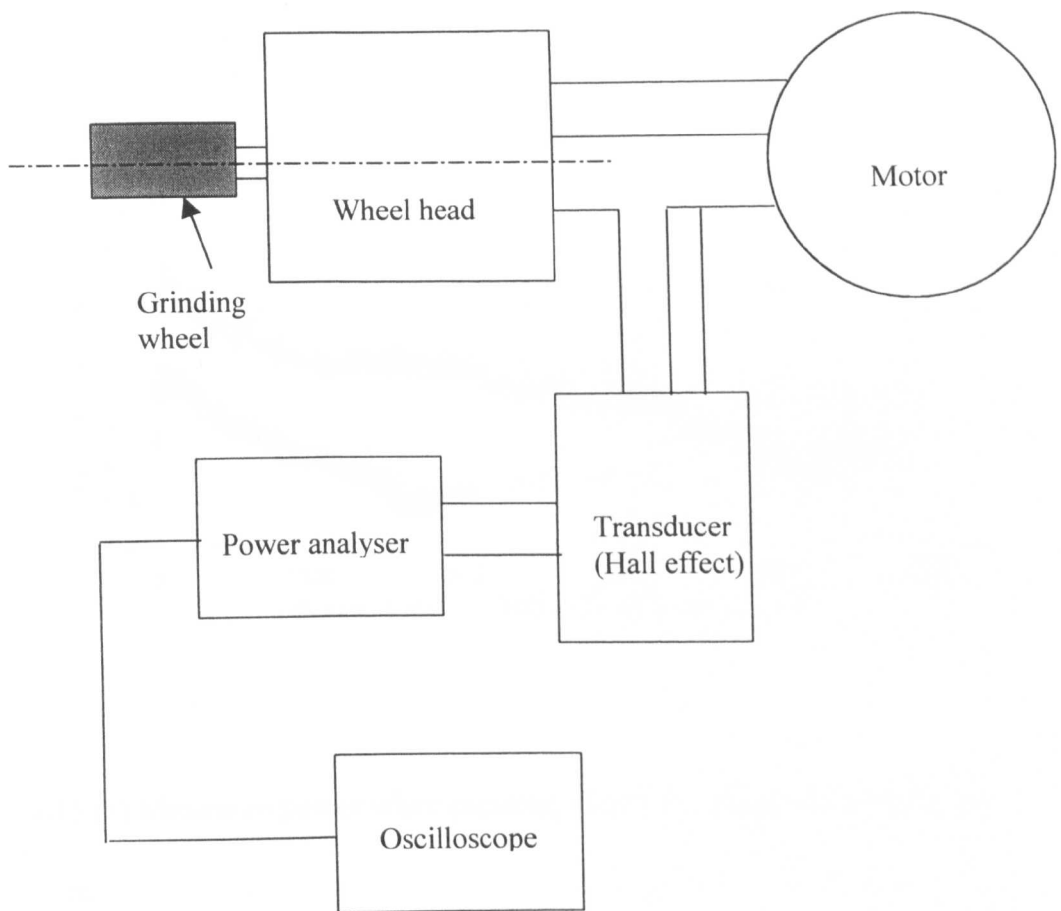 Motor
Wheel head
Grinding
wheel
Transducer
(Hall effect)
Power analyser
Oscilloscope